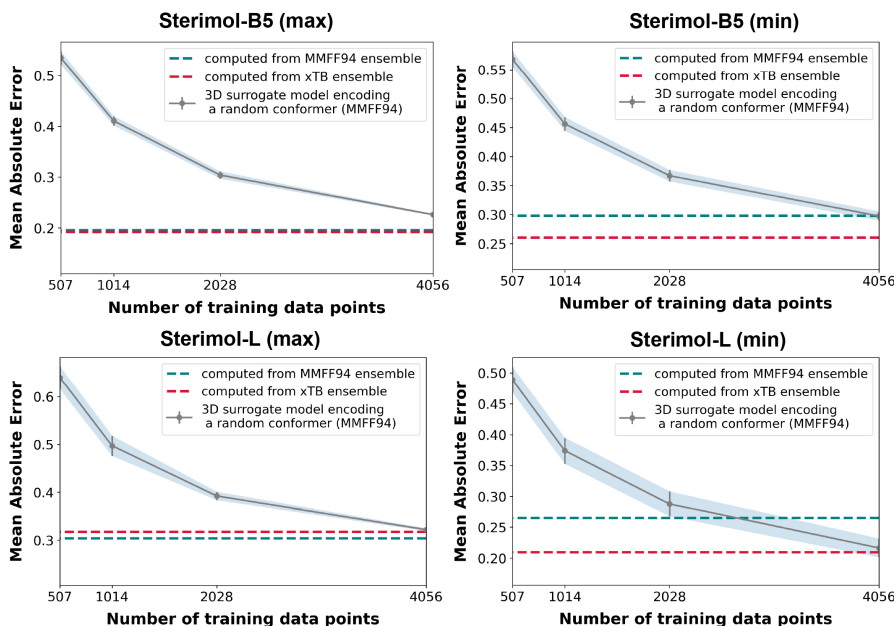 Sterimol-B5 (max)
Mean Absolute Error
0.5
0.4
0.3
0.2
computed from MMFF94 ensemble
computed from xTB ensemble
3D surrogate model encoding
a random conformer (MMFF94)
507 1014 2028 4056
Number of training data points
Sterimol-B5 (min)
Mean Absolute Error
0.55
0.50
0.45
0.40
0.35
0.30
0.25
computed from MMFF94 ensemble
computed from xTB ensemble
3D surrogate model encoding
a random conformer (MMFF94)
507 1014 2028 4056
Number of training data points
Sterimol-L (max)
Mean Absolute Error
0.6
0.5
0.4
0.3
computed from MMFF94 ensemble
computed from xTB ensemble
3D surrogate model encoding
a random conformer (MMFF94)
507 1014 2028 4056
Number of training data points
Sterimol-L (min)
Mean Absolute Error
0.50
0.45
0.40
0.35
0.30
0.25
0.20
computed from MMFF94 ensemble
computed from xTB ensemble
3D surrogate model encoding
a random conformer (MMFF94)
507 1014 2028 4056
Number of training data points